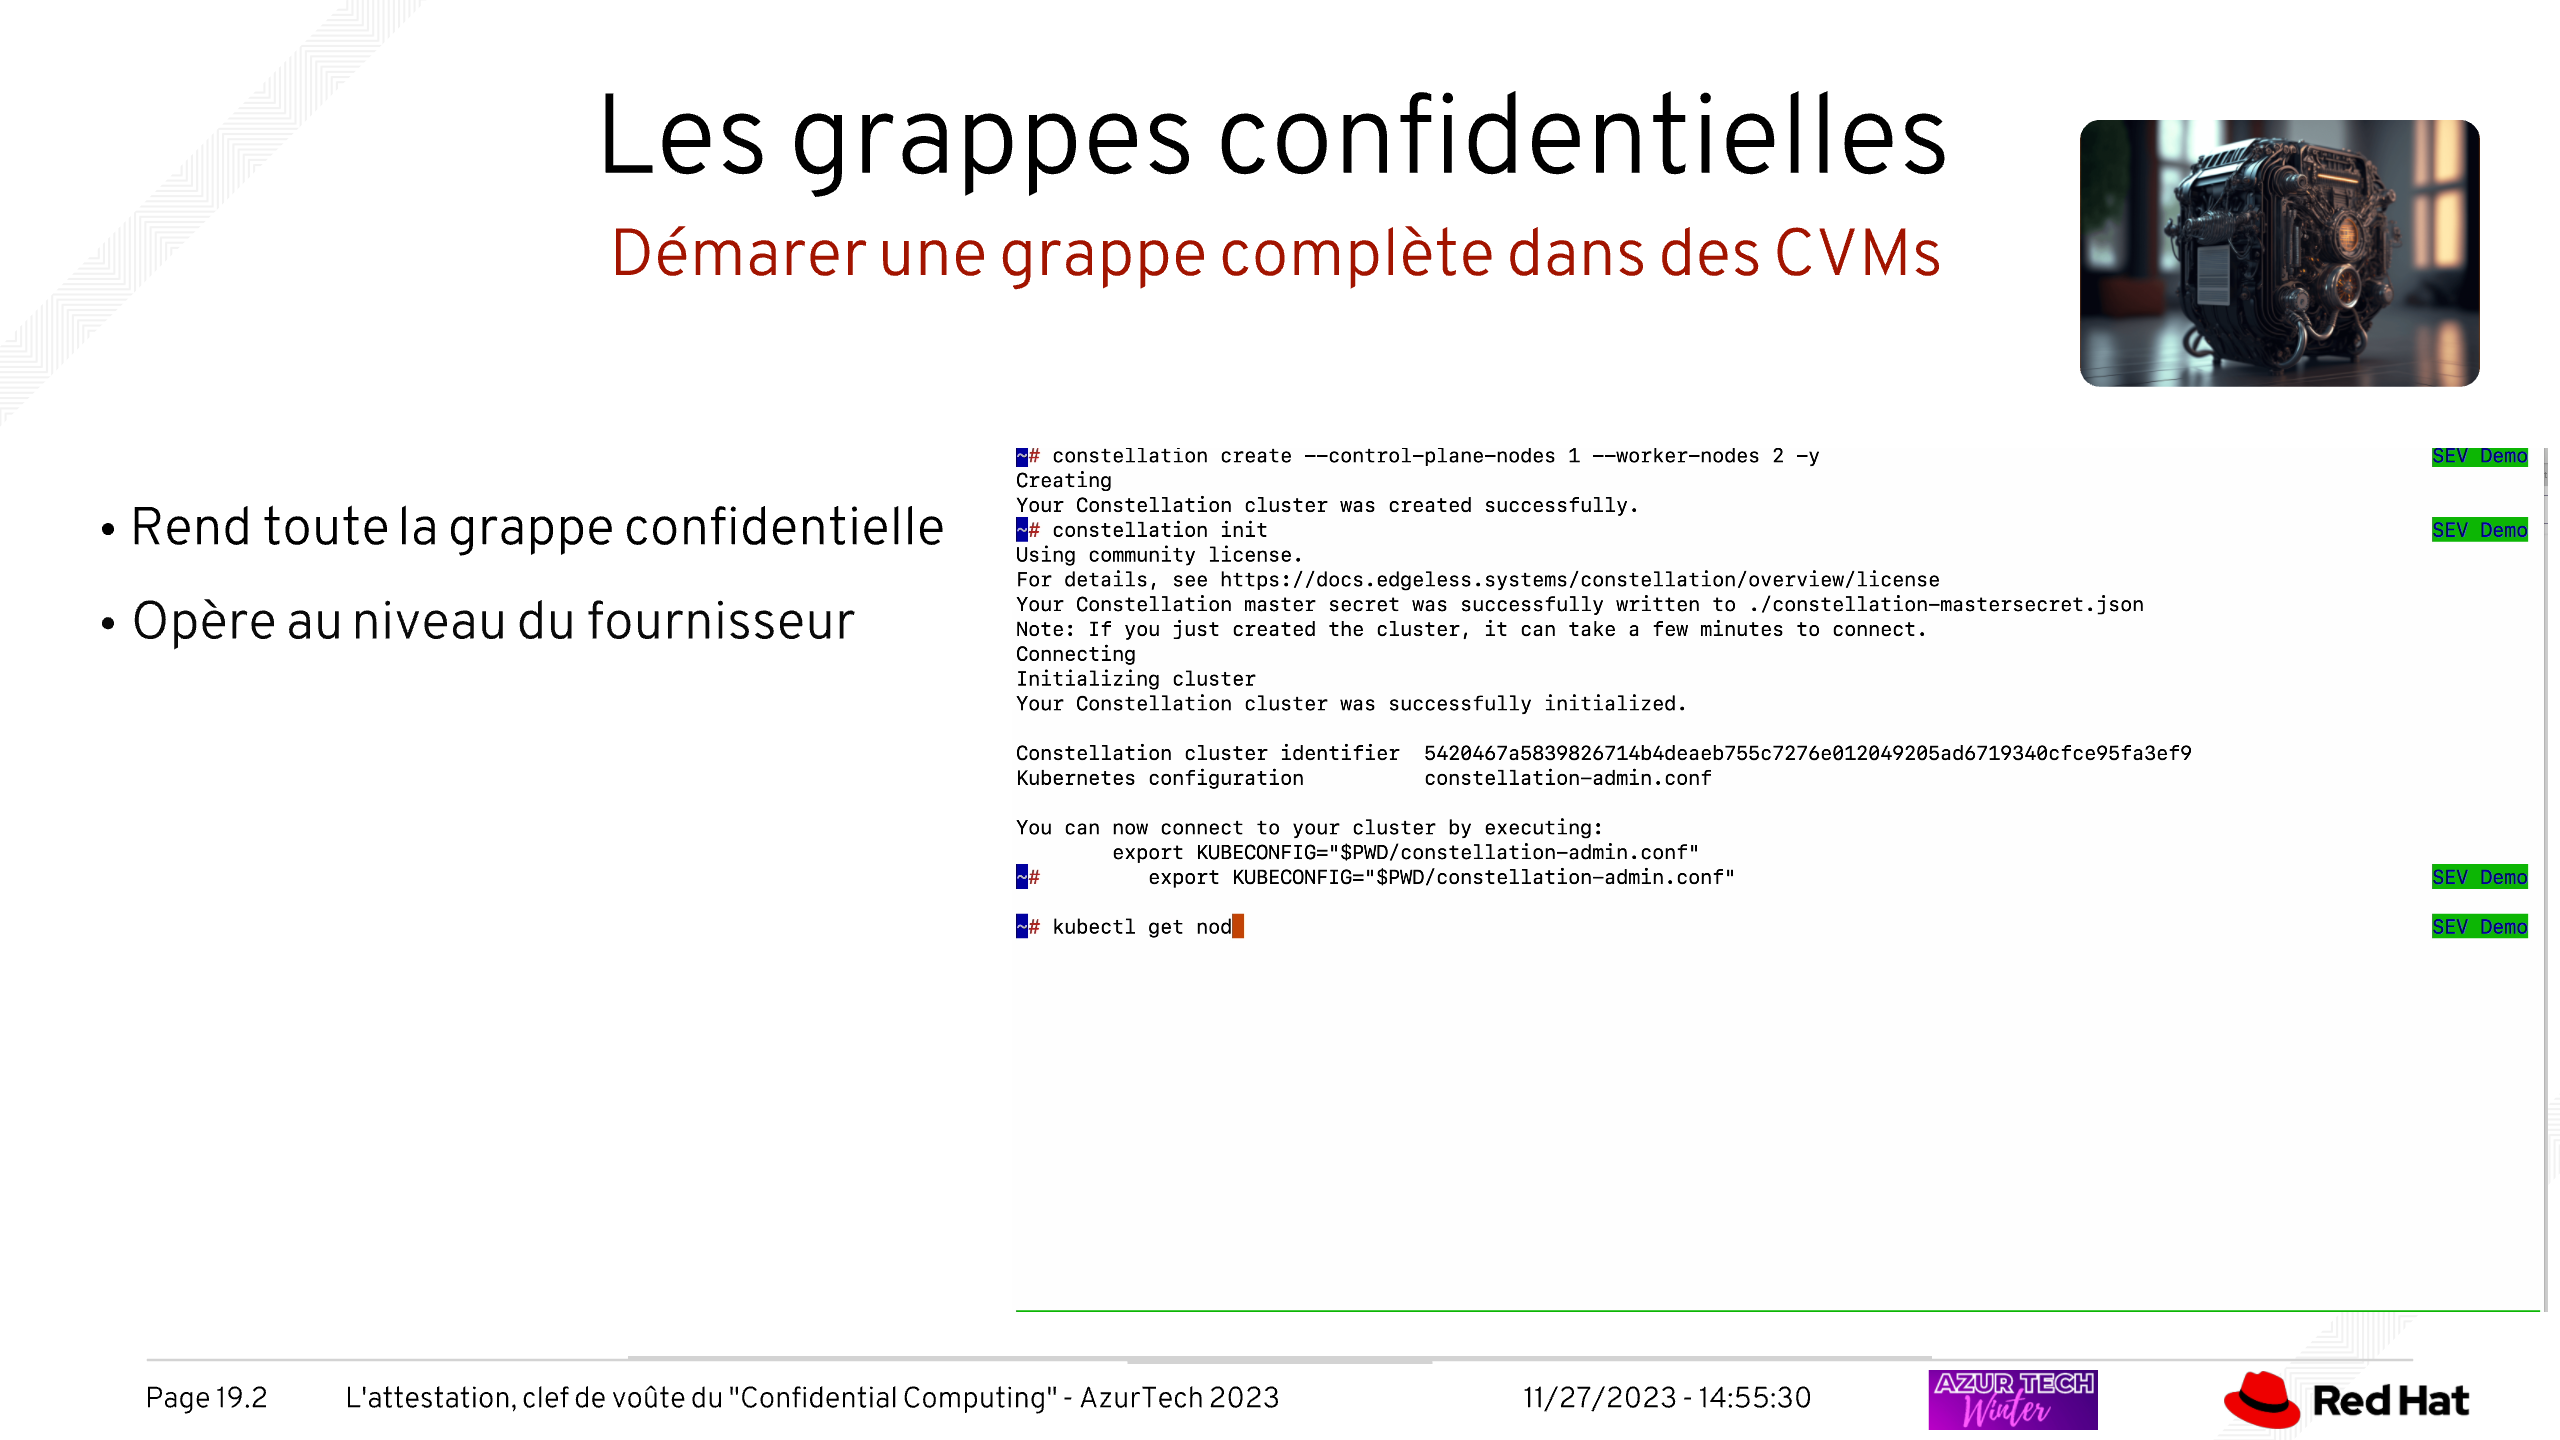 Les grappes confidentielles
Démarer une grappe complète dans des CVMs
• Rend toute la grappe confidentielle
• Opère au niveau du fournisseur
~# constellation create --control-plane-nodes 1 --worker-nodes 2 -y SEV Demo
Creating
Your Constellation cluster was created successfully.
~# constellation init SEV Demo
Using community license.
For details, see https://docs.edgeless.systems/constellation/overview/license
Your Constellation master secret was successfully written to ./constellation-mastersecret.json
Note: If you just created the cluster, it can take a few minutes to connect.
Connecting
Initializing cluster
Your Constellation cluster was successfully initialized.
Constellation cluster identifier 5420467a5839826714b4deaeb755c7276e012049205ad6719340cfce95fa3ef9
Kubernetes configuration constellation-admin.conf
You can now connect to your cluster by executing:
export KUBECONFIG="$PWD/constellation-admin.conf"
~# export KUBECONFIG="$PWD/constellation-admin.conf" SEV Demo
~# kubectl get nod SEV Demo
Page 19.2 L'attestation, clef de voûte du "Confidential Computing" - AzurTech 2023 11/27/2023 - 14:55:30
AZUR TECH
Winter
Red Hat